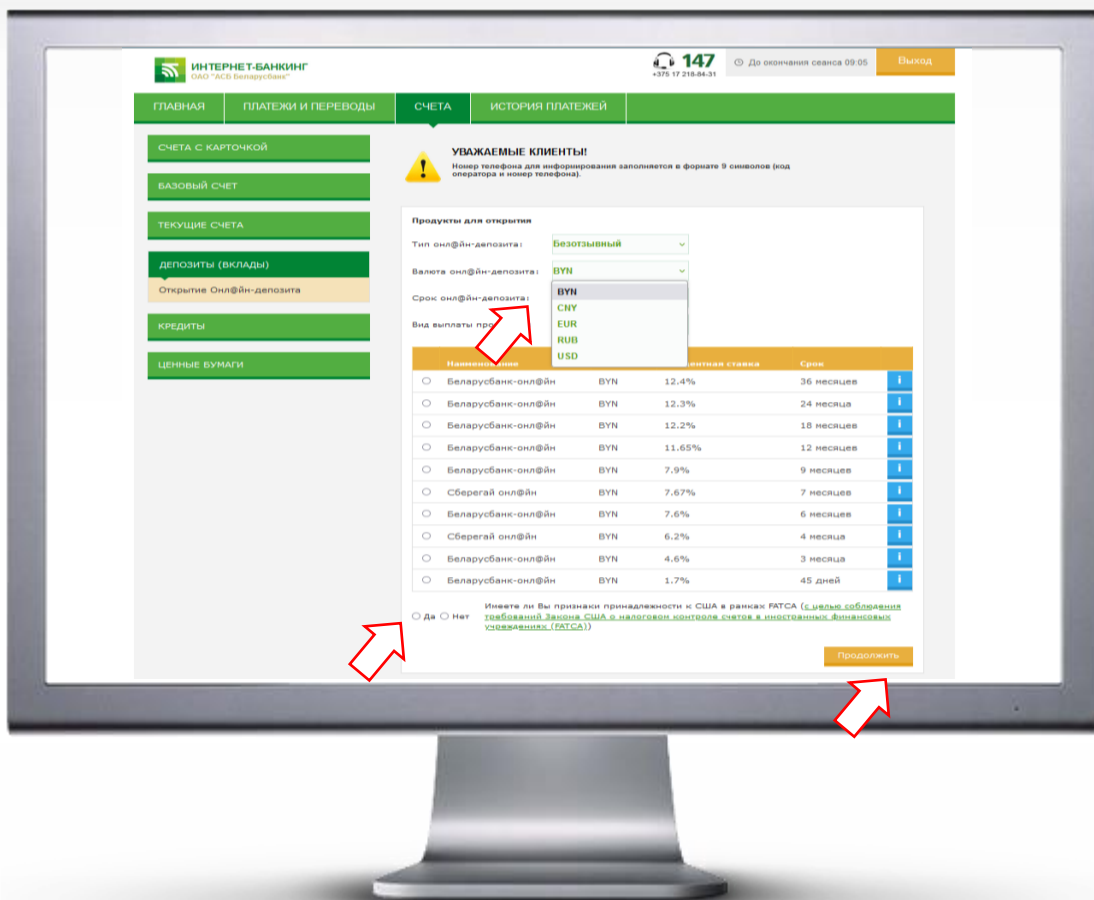 ИНТЕРНЕТ-БАНКИНГ
ОАО "АСБ Беларусбанк"
147
+375 17 218-84-31
До окончания сеанса 09:05
Выход
ГЛАВНАЯ
ПЛАТЕЖИ И ПЕРЕВОДЫ
СЧЕТА
ИСТОРИЯ ПЛАТЕЖЕЙ
СЧЕТА С КАРТОЧКОЙ
БАЗОВЫЙ СЧЕТ
ТЕКУЩИЕ СЧЕТА
ДЕПОЗИТЫ (ВКЛАДЫ)
Открытие Онл@йн-депозита
КРЕДИТЫ
ЦЕННЫЕ БУМАГИ
УВАЖАЕМЫЕ КЛИЕНТЫ!
Номер телефона для информирования заполняется в формате 9 символов (код
оператора и номер телефона).
Продукты для открытия
Тип онл@йн-депозита: Безотзывный
Валюта онл@йн-депозита: BYN
Срок онл@йн-депозита:
Вид выплаты
BYN
CNY
EUR
RUB
USD
ставка Срок
Беларусбанк-онл@йн BYN 12.4% 36 месяцев
Беларусбанк-онл@йн BYN 12.3% 24 месяца
Беларусбанк-онл@йн BYN 12.2% 18 месяцев
Беларусбанк-онл@йн BYN 11.65% 12 месяцев
Беларусбанк-онл@йн BYN 7.9% 9 месяцев
Сберегай онл@йн BYN 7.67% 7 месяцев
Беларусбанк-онл@йн BYN 7.6% 6 месяцев
Сберегай онл@йн BYN 6.2% 4 месяца
Беларусбанк-онл@йн BYN 4.6% 3 месяца
Беларусбанк-онл@йн BYN 1.7% 45 дней
Да Нет
Имеете ли Вы признаки принадлежности к США в рамках FATCA (с целью соблюдения
требований Закона США о налоговом контроле счетов в иностранных финансовых
учреждениях (FATCA))
Продолжить